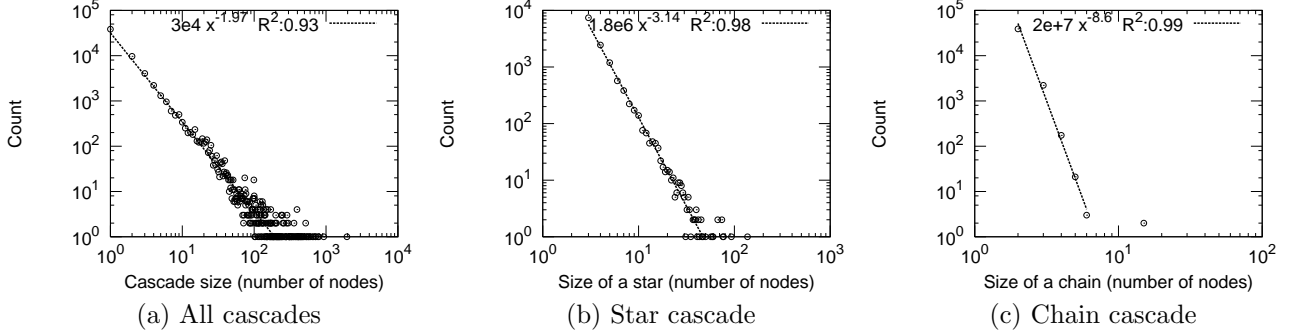 3e4 x^-1.97 R^2:0.93
10^5
10^4
10^3
10^2
10^1
10^0
Count
10^0 10^1 10^2 10^3 10^4
Cascade size (number of nodes)
(a) All cascades
1.8e6 x^-3.14 R^2:0.98
10^4
10^3
10^2
10^1
10^0
Count
10^0 10^1 10^2 10^3
Size of a star (number of nodes)
(b) Star cascade
2e+7 x^-8.6 R^2:0.99
10^5
10^4
10^3
10^2
10^1
10^0
Count
10^0 10^1 10^2
Size of a chain (number of nodes)
(c) Chain cascade